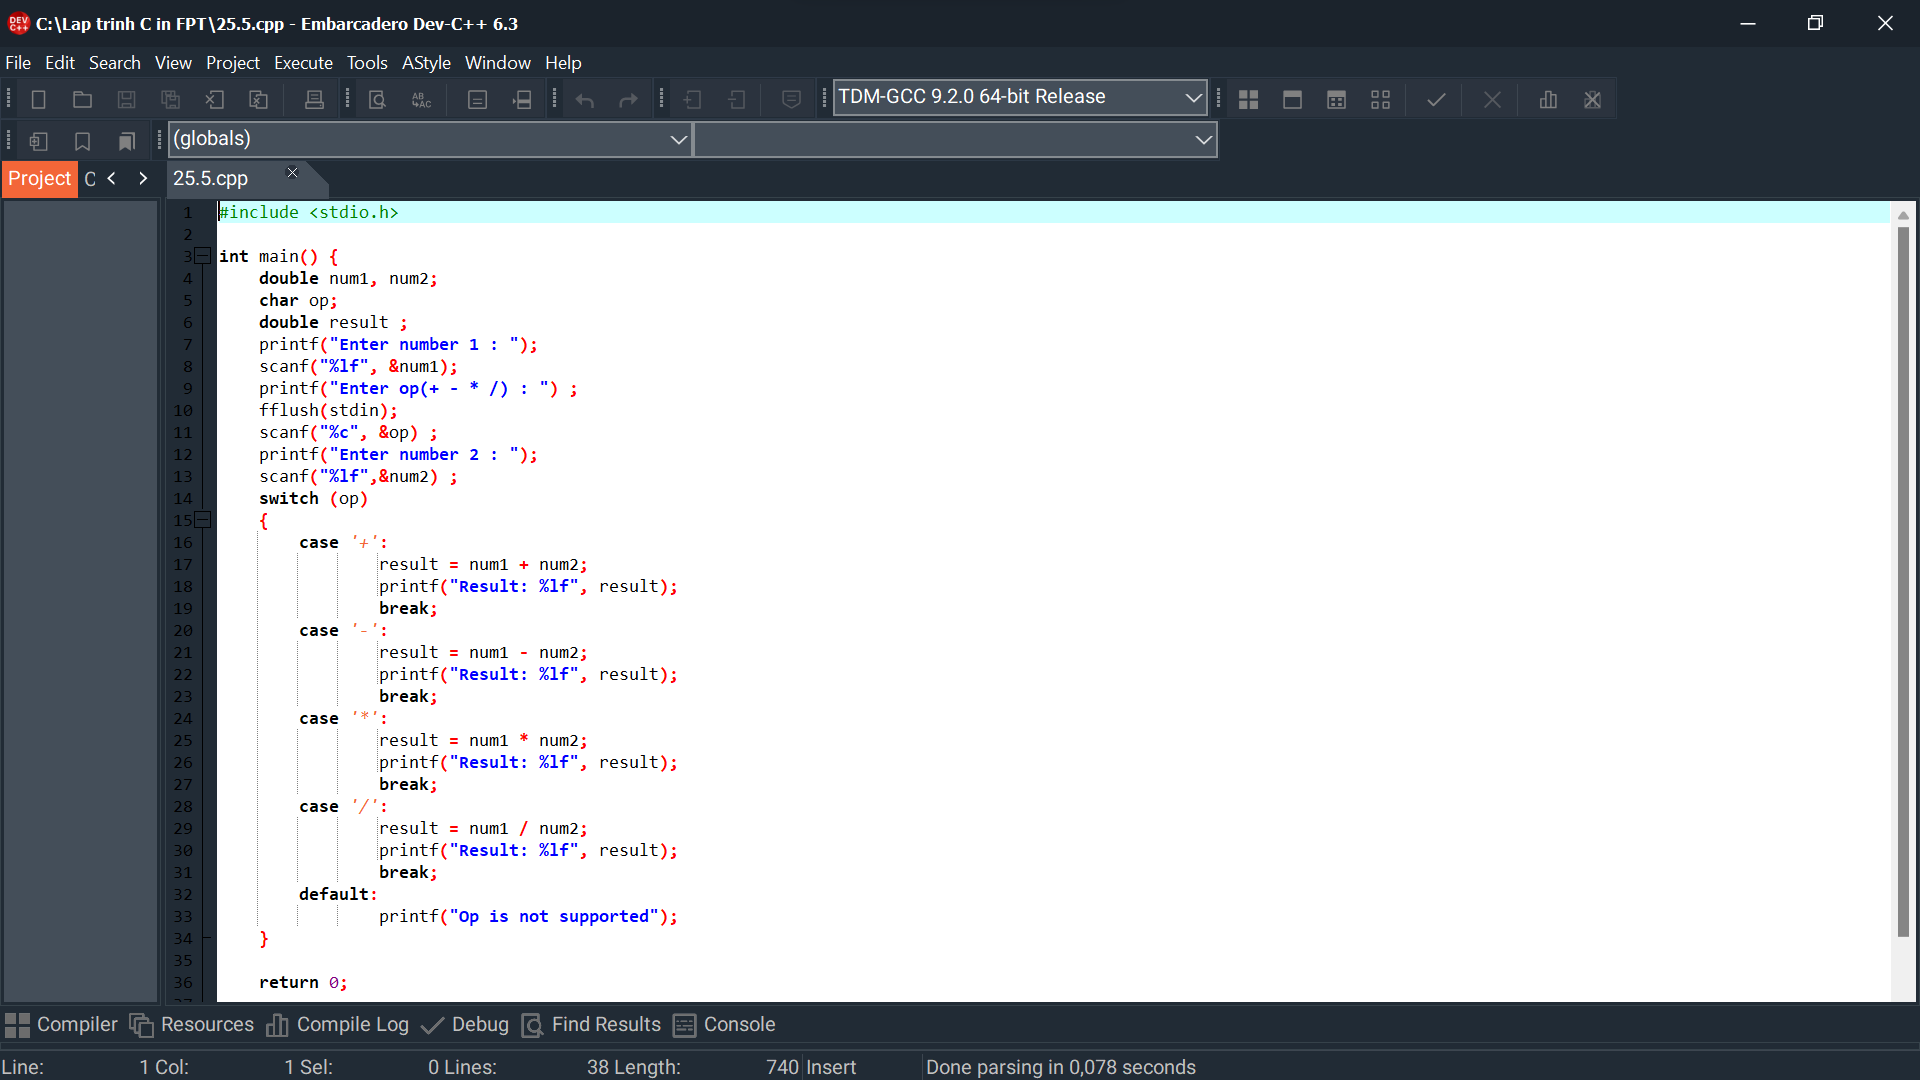 C:\Lap trinh C in FPT\25.5.cpp - Embarcadero Dev-C++ 6.3
File Edit Search View Project Execute Tools AStyle Window Help
TDM-GCC 9.2.0 64-bit Release
(globals)
Project C 25.5.cpp
1 #include <stdio.h>
2
3 int main() {
4 double num1, num2;
5 char op;
6 double result ;
7 printf("Enter number 1 : ");
8 scanf("%lf", &num1);
9 printf("Enter op(+ - * /) : ") ;
10 fflush(stdin);
11 scanf("%c", &op) ;
12 printf("Enter number 2 : ");
13 scanf("%lf",&num2) ;
14 switch (op)
15 {
16 case '+':
17 result = num1 + num2;
18 printf("Result: %lf", result);
19 break;
20 case '-':
21 result = num1 - num2;
22 printf("Result: %lf", result);
23 break;
24 case '*':
25 result = num1 * num2;
26 printf("Result: %lf", result);
27 break;
28 case '/':
29 result = num1 / num2;
30 printf("Result: %lf", result);
31 break;
32 default:
33 printf("Op is not supported");
34 }
35
36 return 0;
Compiler Resources Compile Log Debug Find Results Console
Line: 1 Col: 1 Sel: 0 Lines: 38 Length: 740 Insert Done parsing in 0,078 seconds